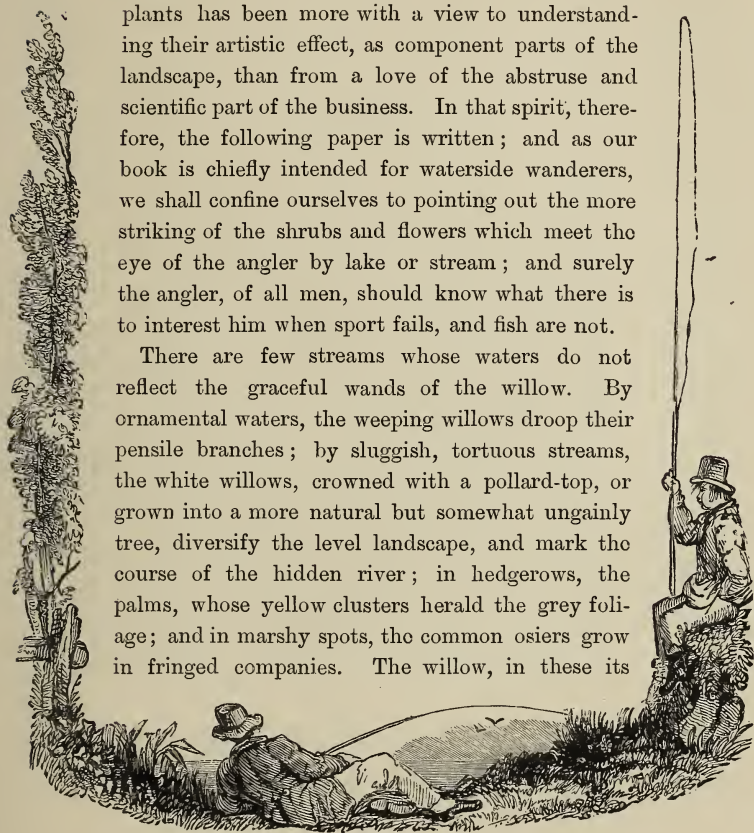 plants has been more with a view to understand-
ing their artistic effect, as component parts of the
landscape, than from a love of the abstruse and
scientific part of the business. In that spirit, there-
fore, the following paper is written; and as our
book is chiefly intended for waterside wanderers,
we shall confine ourselves to pointing out the more
striking of the shrubs and flowers which meet the
eye of the angler by lake or stream; and surely
the angler, of all men, should know what there is
to interest him when sport fails, and fish are not.
There are few streams whose waters do not
reflect the graceful wands of the willow. By
ornamental waters, the weeping willows droop their
pensile branches; by sluggish, tortuous streams,
the white willows, crowned with a pollard-top, or
grown into a more natural but somewhat ungainly
tree, diversify the level landscape, and mark the
course of the hidden river; in hedgerows, the
palms, whose yellow clusters herald the grey foli-
age; and in marshy spots, the common osiers grow
in fringed companies. The willow, in these its